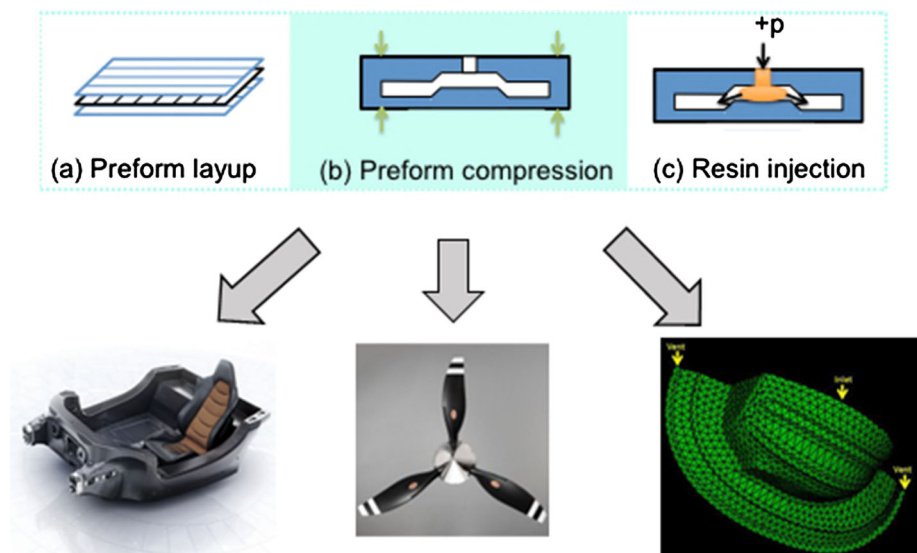 +p
(a) Preform layup
(b) Preform compression
(c) Resin injection
Vent
Inlet
Vent